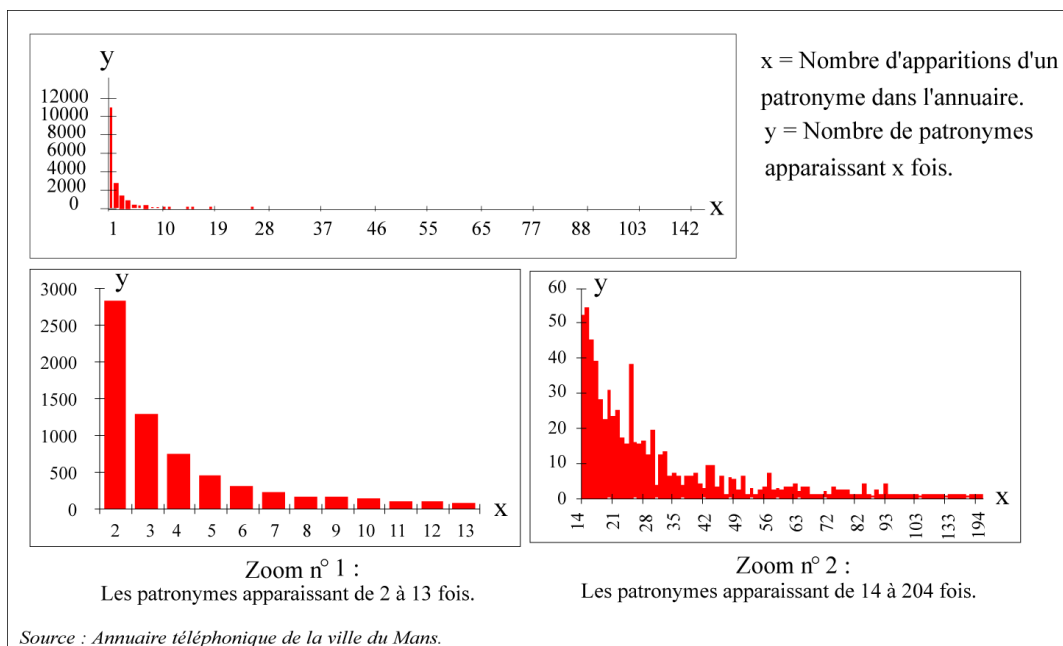 y
12000
10000
8000
6000
4000
2000
0
1 10 19 28 37 46 55 65 77 88 103 142
x
x = Nombre d'apparitions d'un
patronyme dans l'annuaire.
y = Nombre de patronymes
apparaissant x fois.
y
3000
2500
2000
1500
1000
500
0
2 3 4 5 6 7 8 9 10 11 12 13
x
Zoom n° 1 :
Les patronymes apparaissant de 2 à 13 fois.
y
60
50
40
30
20
10
0
14 21 28 35 42 49 56 63 72 82 93 103 133 194
x
Zoom n° 2 :
Les patronymes apparaissant de 14 à 204 fois.
Source : Annuaire téléphonique de la ville du Mans.